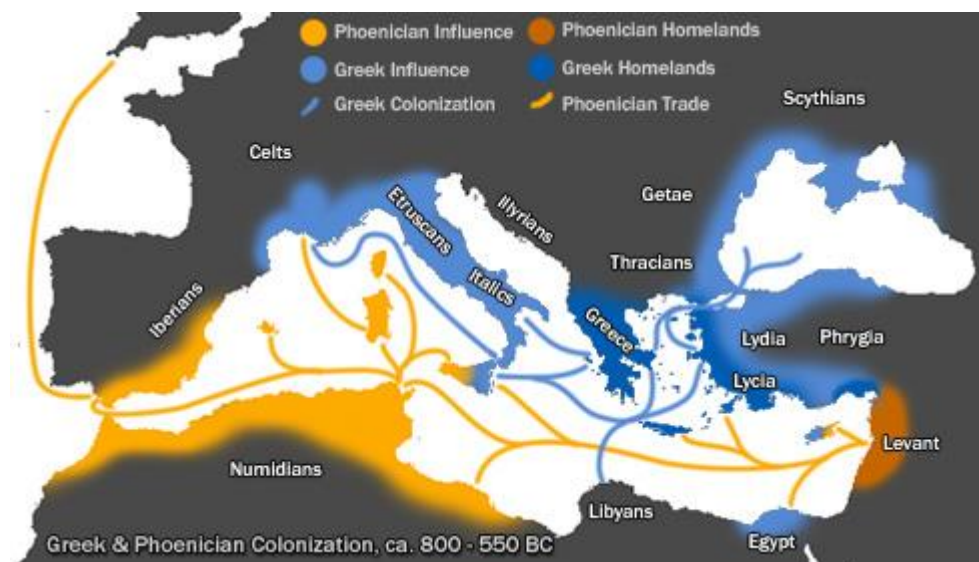 Phoenician Influence
Phoenician Homelands
Greek Influence
Greek Homelands
Greek Colonization
Phoenician Trade
Scythians
Celts
Getae
Etruscans
Illyrians
Thracians
Italics
Iberians
Greece
Lydia
Phrygia
Lycia
Levant
Numidians
Libyans
Egypt
Greek & Phoenician Colonization, ca. 800 - 550 BC